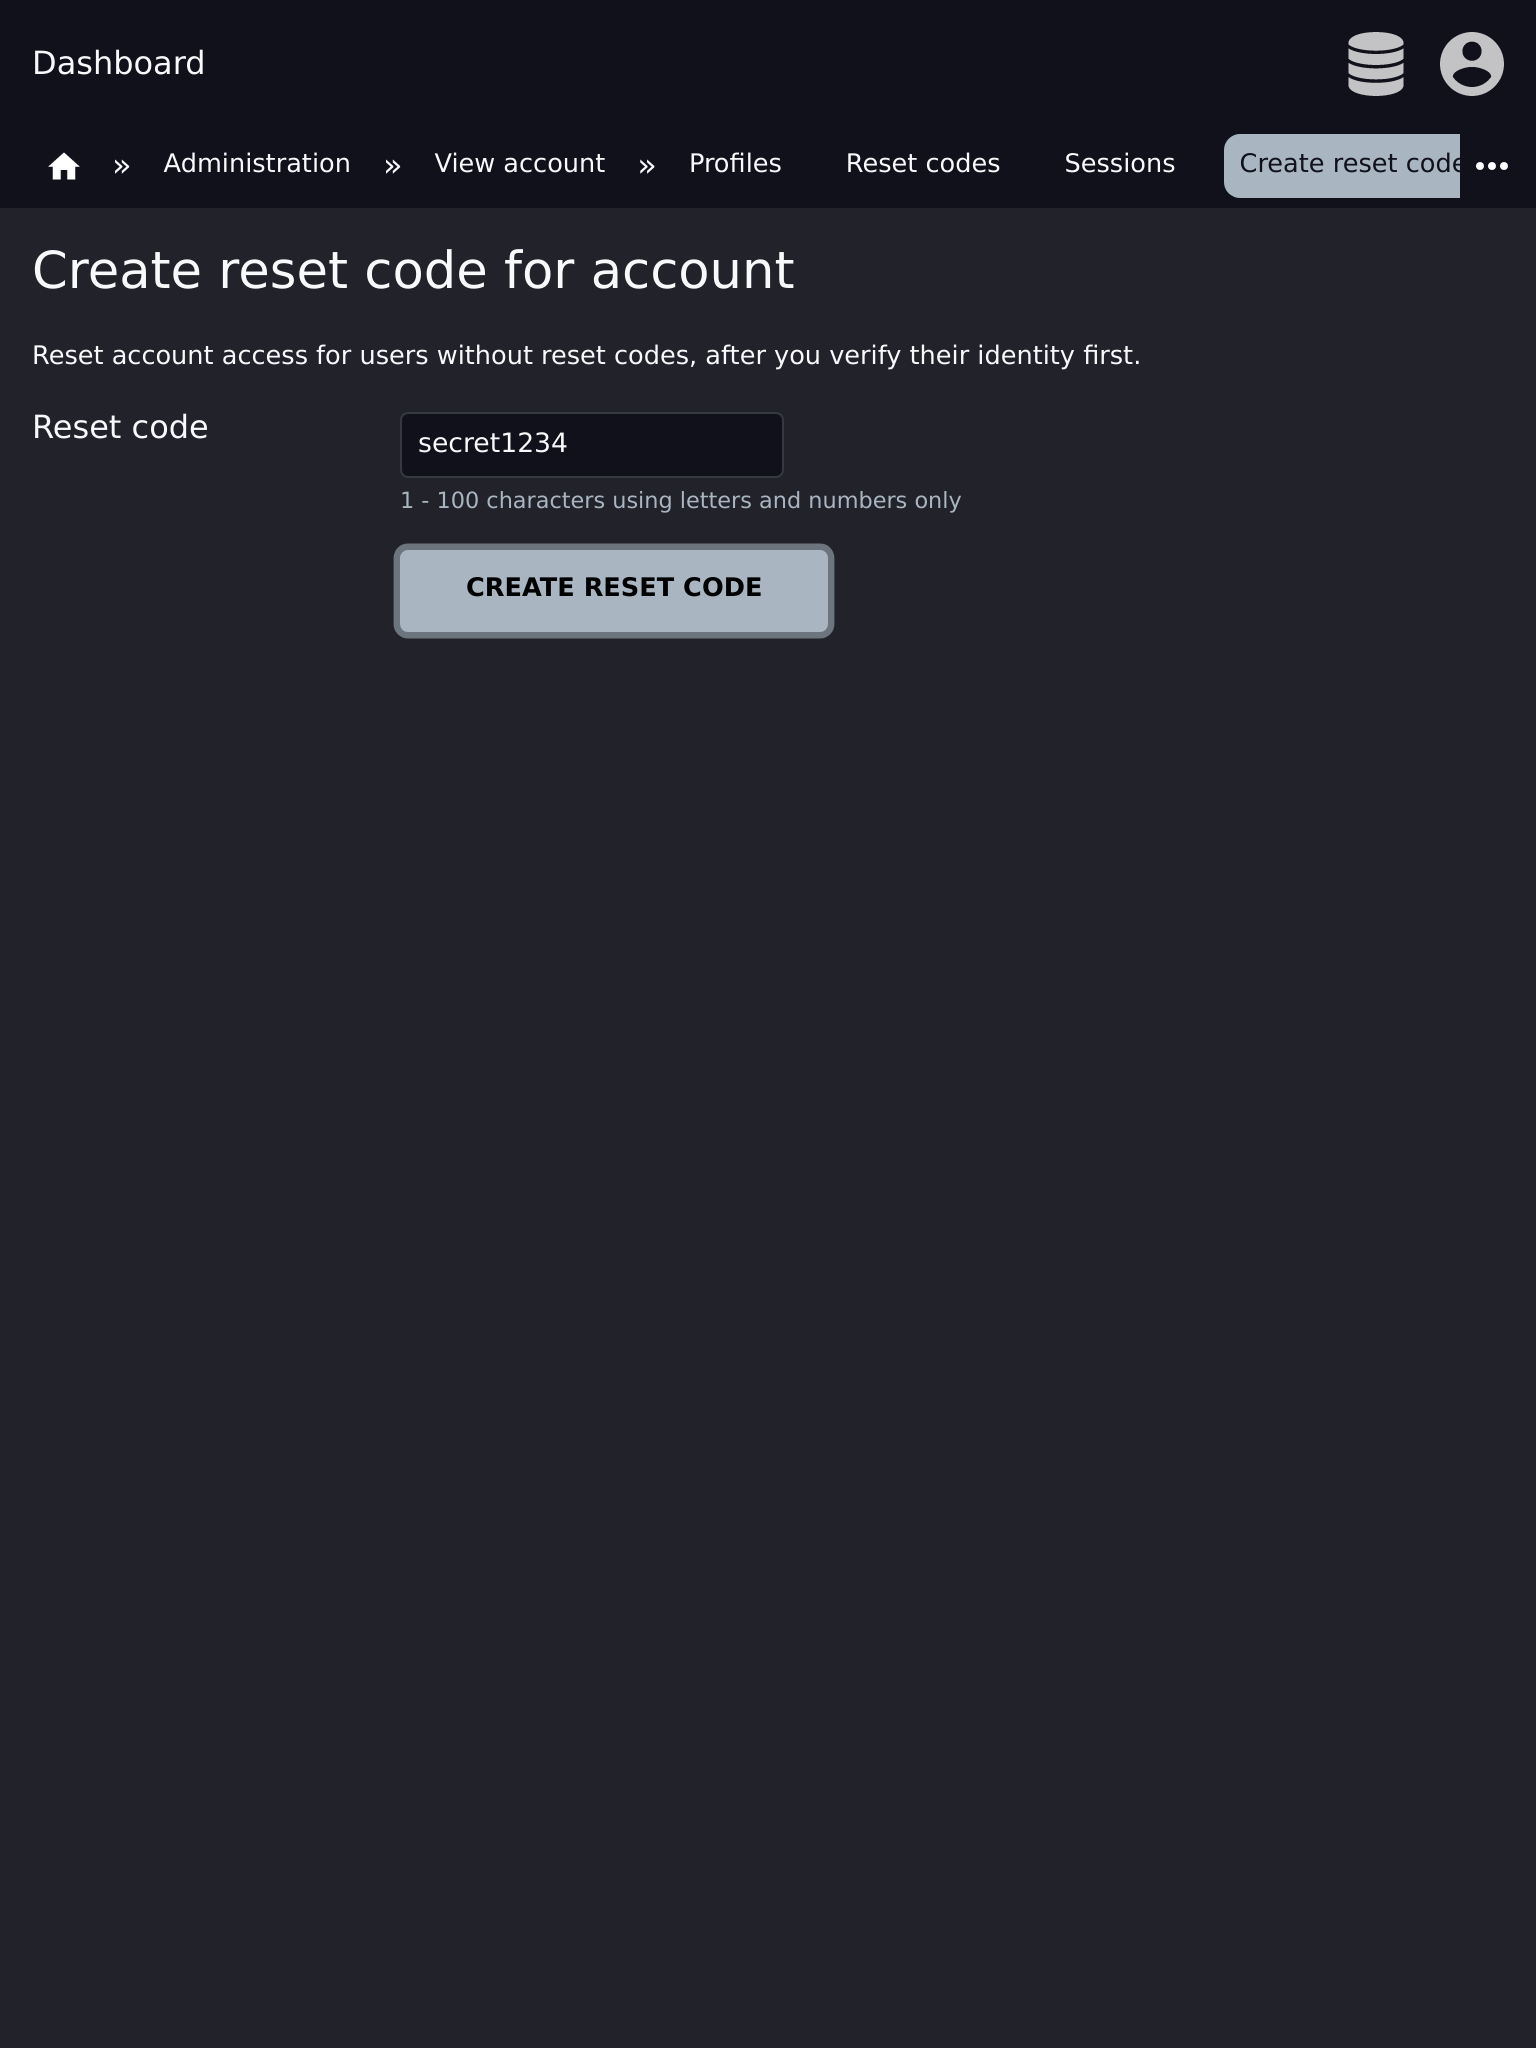 Dashboard
» Administration » View account » Profiles Reset codes Sessions Create reset code
Create reset code for account
Reset account access for users without reset codes, after you verify their identity first.
Reset code
secret1234
1 - 100 characters using letters and numbers only
CREATE RESET CODE